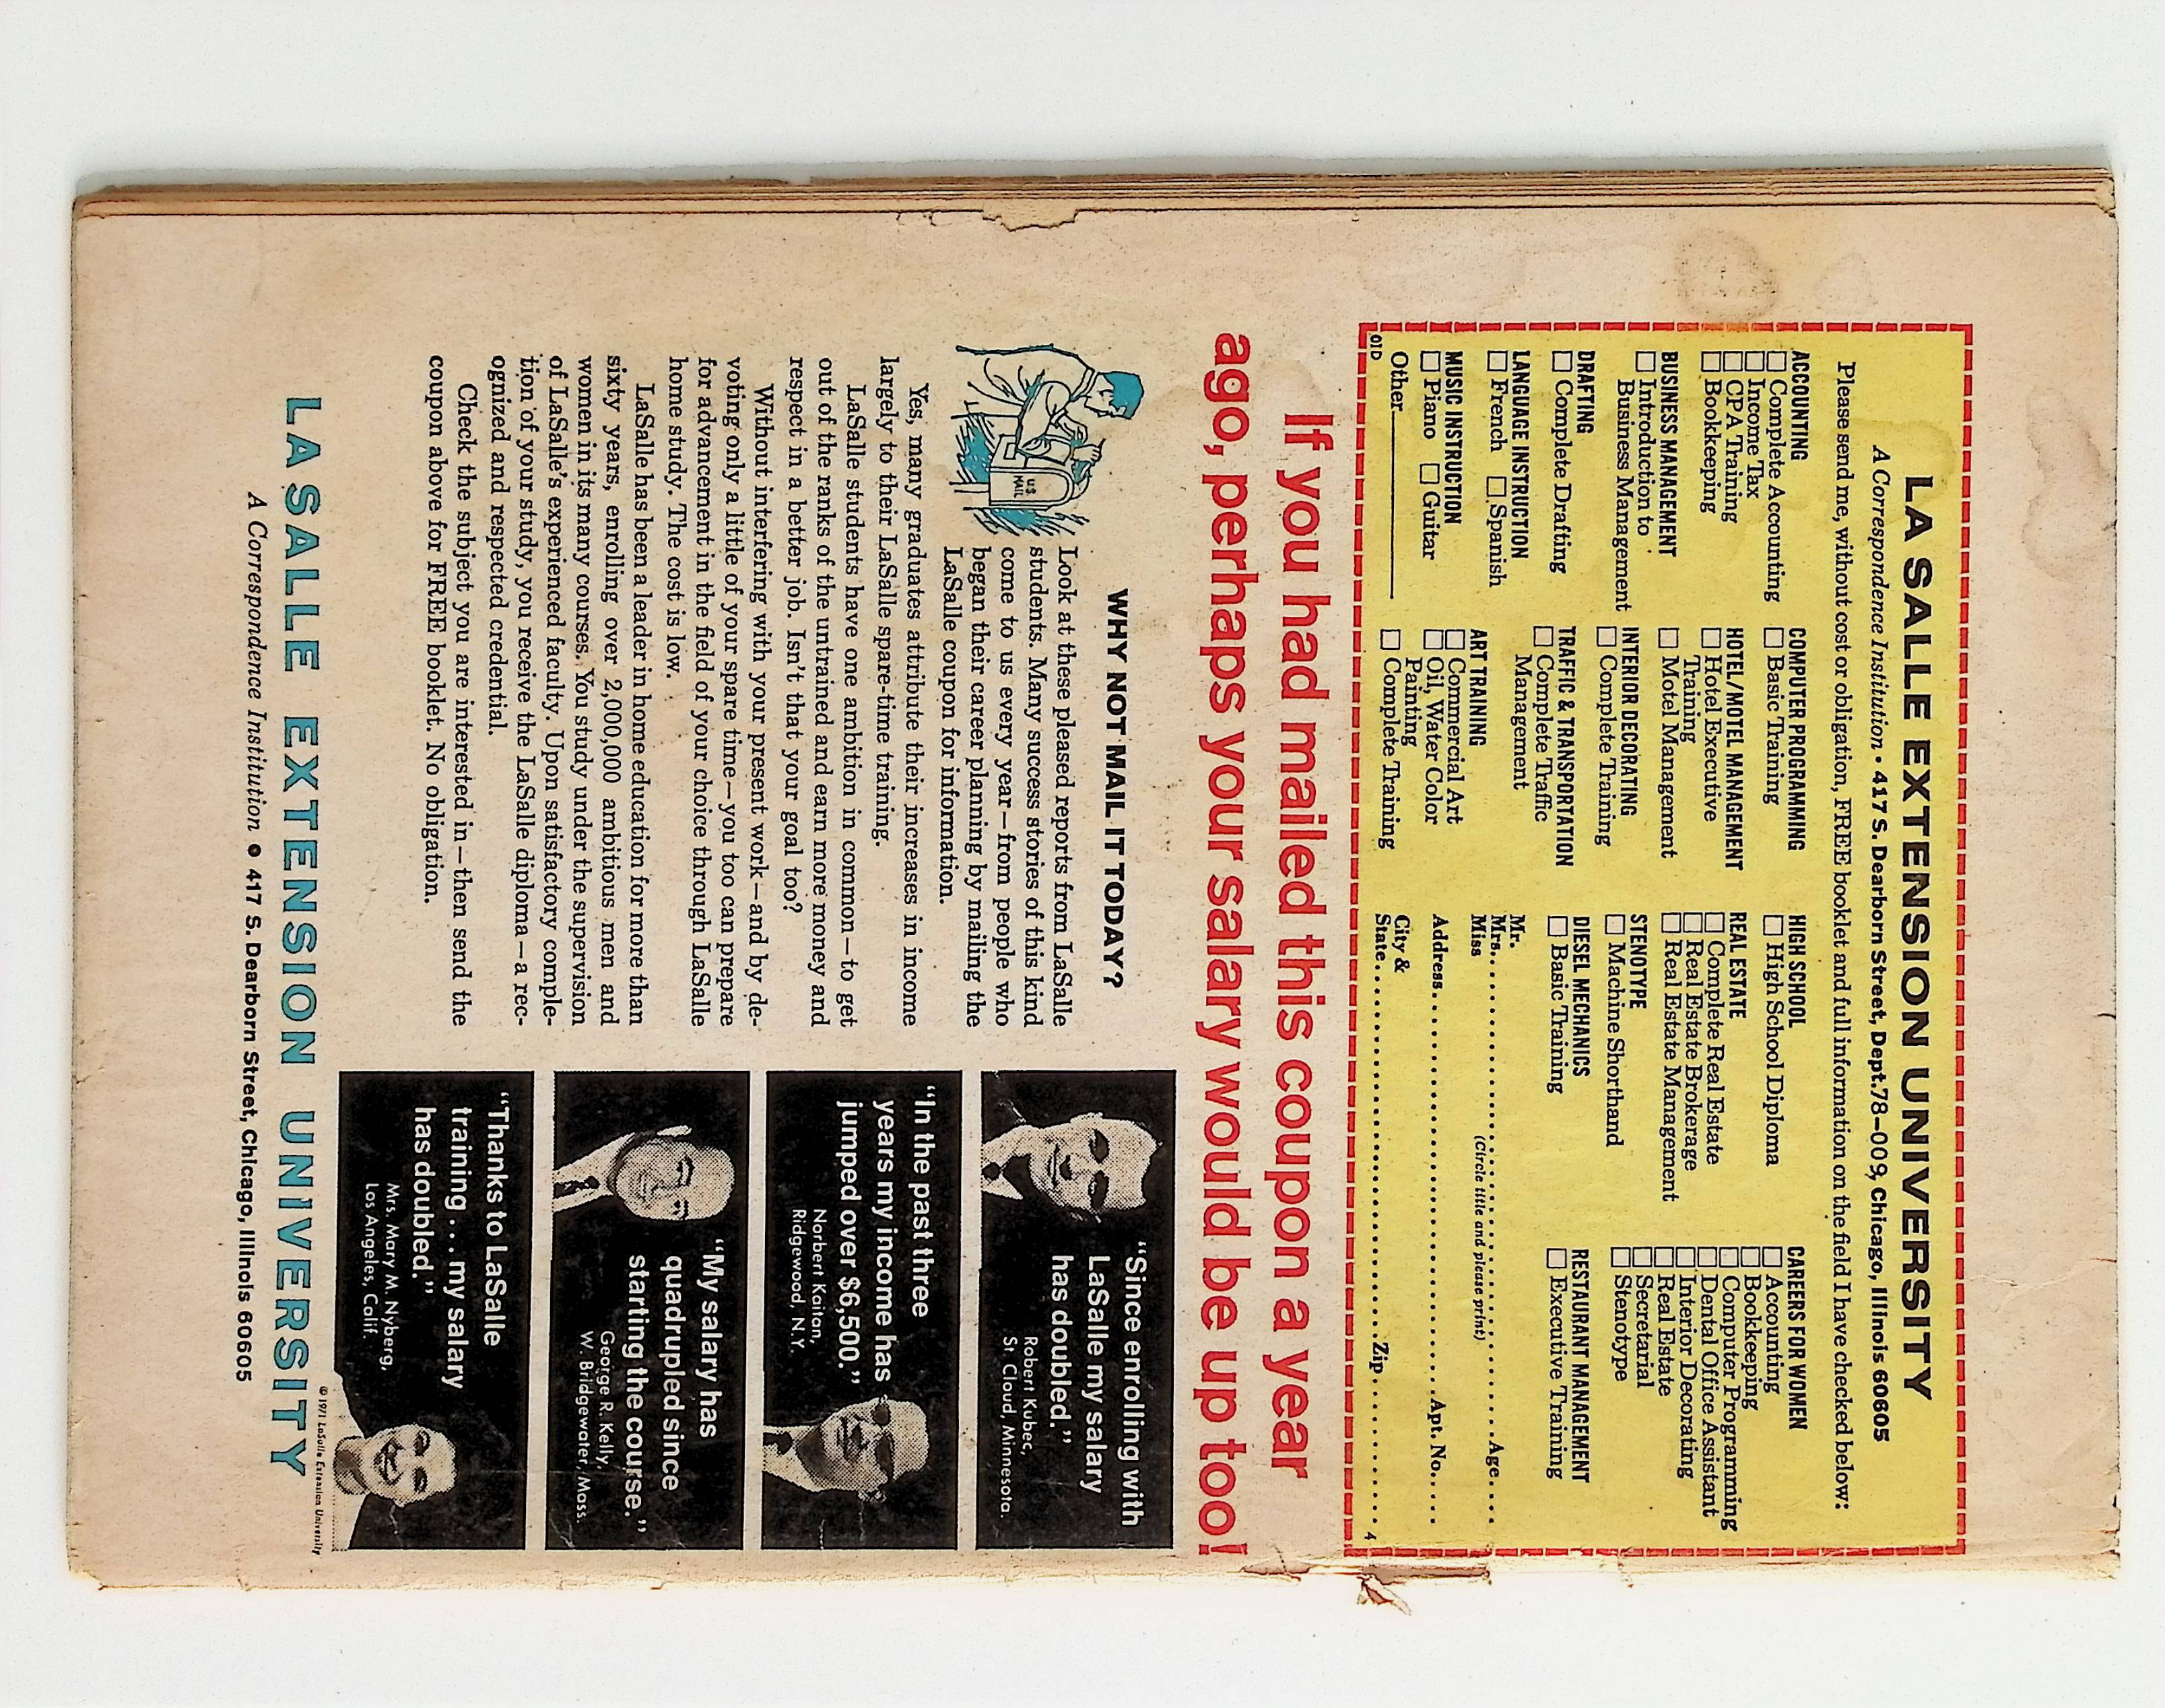 LA SALLE EXTENSION UNIVERSITY
A Correspondence Institution • 417 S. Dearborn Street, Dept.78-009, Chicago, Illinois 60605
Please send me, without cost or obligation, FREE booklet and full information on the field I have checked below:
ACCOUNTING
Complete Accounting
Income Tax
CPA Training
Bookkeeping
BUSINESS MANAGEMENT
Introduction to
Business Management
DRAFTING
Complete Drafting
LANGUAGE INSTRUCTION
French Spanish
MUSIC INSTRUCTION
Piano Guitar
Other
01D
COMPUTER PROGRAMMING
Basic Training
HOTEL/MOTEL MANAGEMENT
Hotel Executive
Training
Motel Management
INTERIOR DECORATING
Complete Training
TRAFFIC & TRANSPORTATION
Complete Traffic
Management
ART TRAINING
Commercial Art
Oil, Water Color
Painting
Complete Training
HIGH SCHOOL
High School Diploma
REAL ESTATE
Complete Real Estate
Real Estate Brokerage
Real Estate Management
STENOTYPE
Machine Shorthand
DIESEL MECHANICS
Basic Training
CAREERS FOR WOMEN
Accounting
Bookkeeping
Computer Programming
Dental Office Assistant
Interior Decorating
Real Estate
Secretarial
Stenotype
RESTAURANT MANAGEMENT
Executive Training
Mr.
Mrs. Age
Miss (Circle title and please print)
Address Apt. No.
City &
State Zip
4
If you had mailed this coupon a year
ago, perhaps your salary would be up too!
WHY NOT MAIL IT TODAY?
U.S.
MAIL
Look at these pleased reports from LaSalle
students. Many success stories of this kind
come to us every year—from people who
began their career planning by mailing the
LaSalle coupon for information.
Yes, many graduates attribute their increases in income
largely to their LaSalle spare-time training.
LaSalle students have one ambition in common—to get
out of the ranks of the untrained and earn more money and
respect in a better job. Isn't that your goal too?
Without interfering with your present work—and by de-
voting only a little of your spare time—you too can prepare
for advancement in the field of your choice through LaSalle
home study. The cost is low.
LaSalle has been a leader in home education for more than
sixty years, enrolling over 2,000,000 ambitious men and
women in its many courses. You study under the supervision
of LaSalle's experienced faculty. Upon satisfactory comple-
tion of your study, you receive the LaSalle diploma—a rec-
ognized and respected credential.
Check the subject you are interested in—then send the
coupon above for FREE booklet. No obligation.
"Since enrolling with
LaSalle my salary
has doubled."
Robert Kubec,
St. Cloud, Minnesota.
"In the past three
years my income has
jumped over $6,500."
Norbert Kaitan,
Ridgewood, N.Y.
"My salary has
quadrupled since
starting the course."
George R. Kelly,
W. Bridgewater, Mass.
"Thanks to LaSalle
training...my salary
has doubled."
Mrs. Mary M. Nyberg,
Los Angeles, Calif.
© 1971 LaSalle Extension University
LA SALLE EXTENSION UNIVERSITY
A Correspondence Institution • 417 S. Dearborn Street, Chicago, Illinois 60605